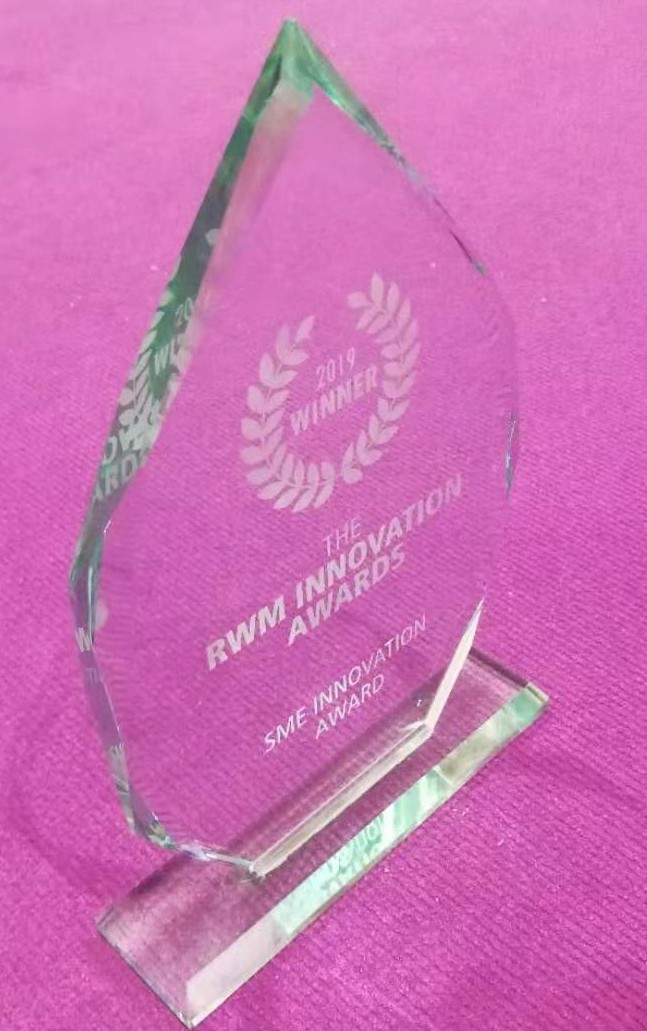 2019
WINNER
THE
RWM INNOVATION
AWARDS
SME INNOVATION
AWARD